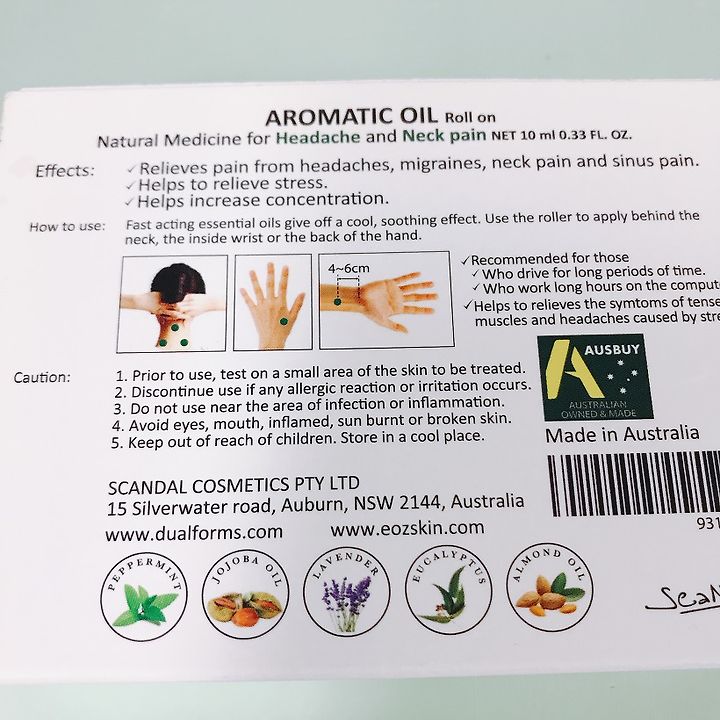 AROMATIC OIL Roll on
Natural Medicine for Headache and Neck pain NET 10 ml 0.33 FL. OZ.
Effects: ✓Relieves pain from headaches, migraines, neck pain and sinus pain.
✓Helps to relieve stress.
✓Helps increase concentration.
How to use: Fast acting essential oils give off a cool, soothing effect. Use the roller to apply behind the
neck, the inside wrist or the back of the hand.
4~6cm
✓Recommended for those
✓ Who drive for long periods of time.
✓ Who work long hours on the comput
✓Helps to relieves the symtoms of tense
muscles and headaches caused by stre
Caution: 1. Prior to use, test on a small area of the skin to be treated.
2. Discontinue use if any allergic reaction or irritation occurs.
3. Do not use near the area of infection or inflammation.
4. Avoid eyes, mouth, inflamed, sun burnt or broken skin.
5. Keep out of reach of children. Store in a cool place.
AUSBUY
AUSTRALIAN
OWNED & MADE
Made in Australia
931
SCANDAL COSMETICS PTY LTD
15 Silverwater road, Auburn, NSW 2144, Australia
www.dualforms.com www.eozskin.com
PEPPERMINT
JOJOBA OIL
LAVENDER
EUCALYPTUS
ALMOND OIL